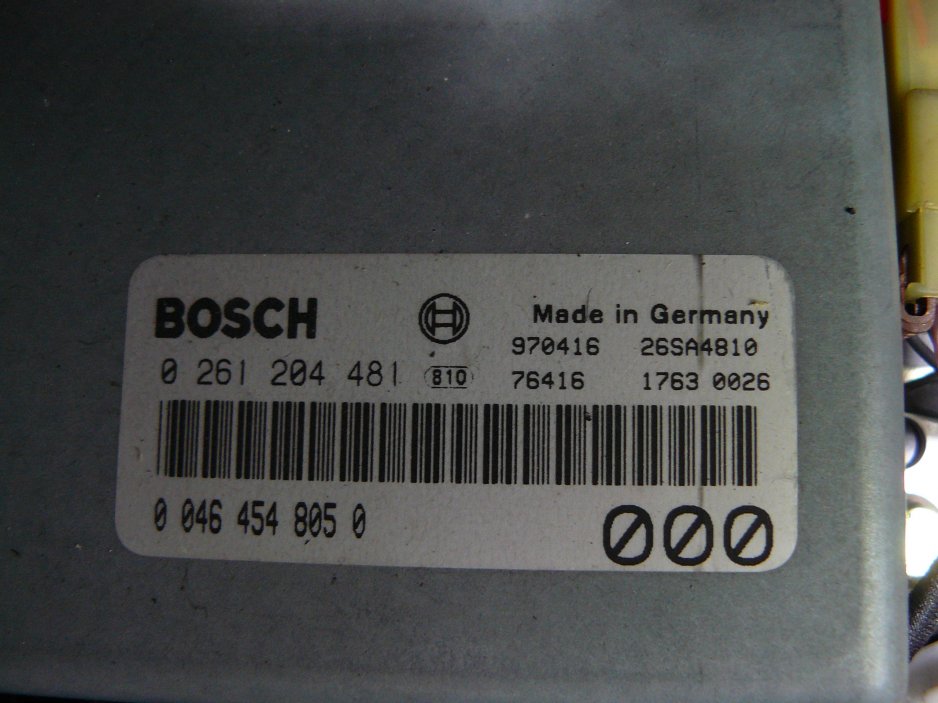 BOSCH
Made in Germany
970416 26SA4810
0 261 204 481 810
76416 1763 0026
0 046 454 805 0
000